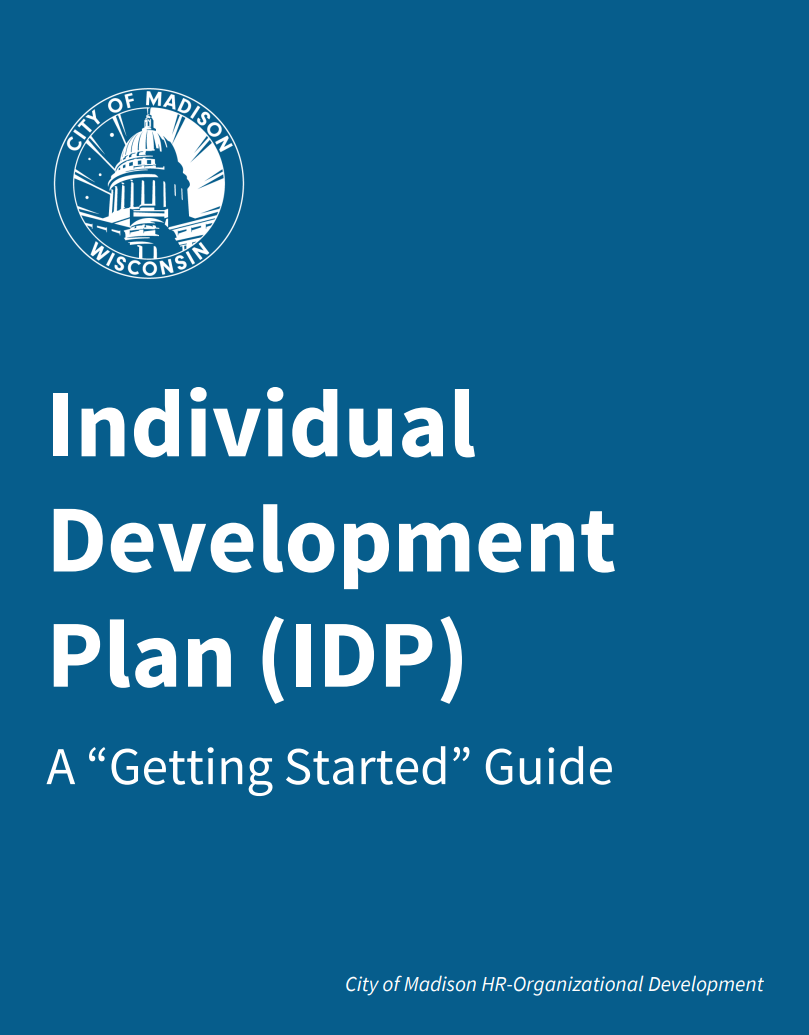 CITY OF MADISON
WISCONSIN
Individual
Development
Plan (IDP)
A “Getting Started” Guide
City of Madison HR-Organizational Development